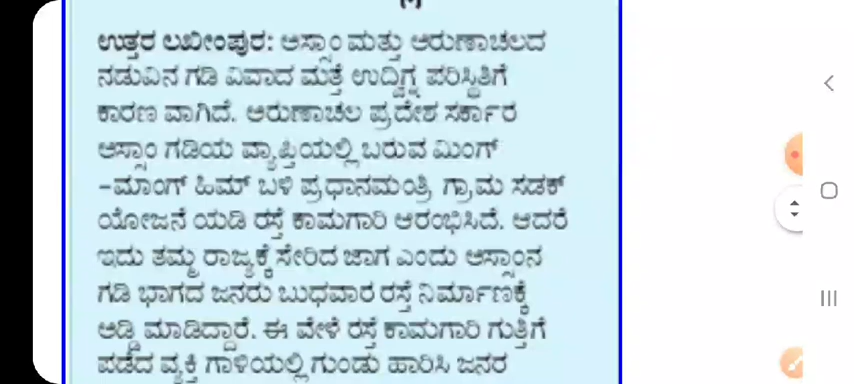 ಉತ್ತರ ಲಖೀಂಪುರ: ಅಸ್ಸಾಂ ಮತ್ತು ಅರುಣಾಚಲದ
ನಡುವಿನ ಗಡಿ ವಿವಾದ ಮತ್ತೆ ಉದ್ವಿಗ್ನ ಪರಿಸ್ಥಿತಿಗೆ
ಕಾರಣ ವಾಗಿದೆ. ಅರುಣಾಚಲ ಪ್ರದೇಶ ಸರ್ಕಾರ
ಅಸ್ಸಾಂ ಗಡಿಯ ವ್ಯಾಪ್ತಿಯಲ್ಲಿ ಬರುವ ಮಿಂಗ್
-ಮಾಂಗ್ ಹಿಮ್ ಬಳಿ ಪ್ರಧಾನಮಂತ್ರಿ ಗ್ರಾಮ ಸಡಕ್
ಯೋಜನೆ ಯಡಿ ರಸ್ತೆ ಕಾಮಗಾರಿ ಆರಂಭಿಸಿದೆ. ಆದರೆ
ಇದು ತಮ್ಮ ರಾಜ್ಯಕ್ಕೆ ಸೇರಿದ ಜಾಗ ಎಂದು ಅಸ್ಸಾಂನ
ಗಡಿ ಭಾಗದ ಜನರು ಬುಧವಾರ ರಸ್ತೆ ನಿರ್ಮಾಣಕ್ಕೆ
ಅಡ್ಡಿ ಮಾಡಿದ್ದಾರೆ. ಈ ವೇಳೆ ರಸ್ತೆ ಕಾಮಗಾರಿ ಗುತ್ತಿಗೆ
ಪಡೆದ ವ್ಯಕ್ತಿ ಗಾಳಿಯಲ್ಲಿ ಗುಂಡು ಹಾರಿಸಿ ಜನರ